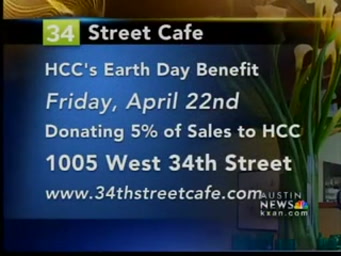 34 Street Cafe
HCC's Earth Day Benefit
Friday, April 22nd
Donating 5% of Sales to HCC
1005 West 34th Street
www.34thstreetcafe.com
AUSTIN
NEWS
kxan.com